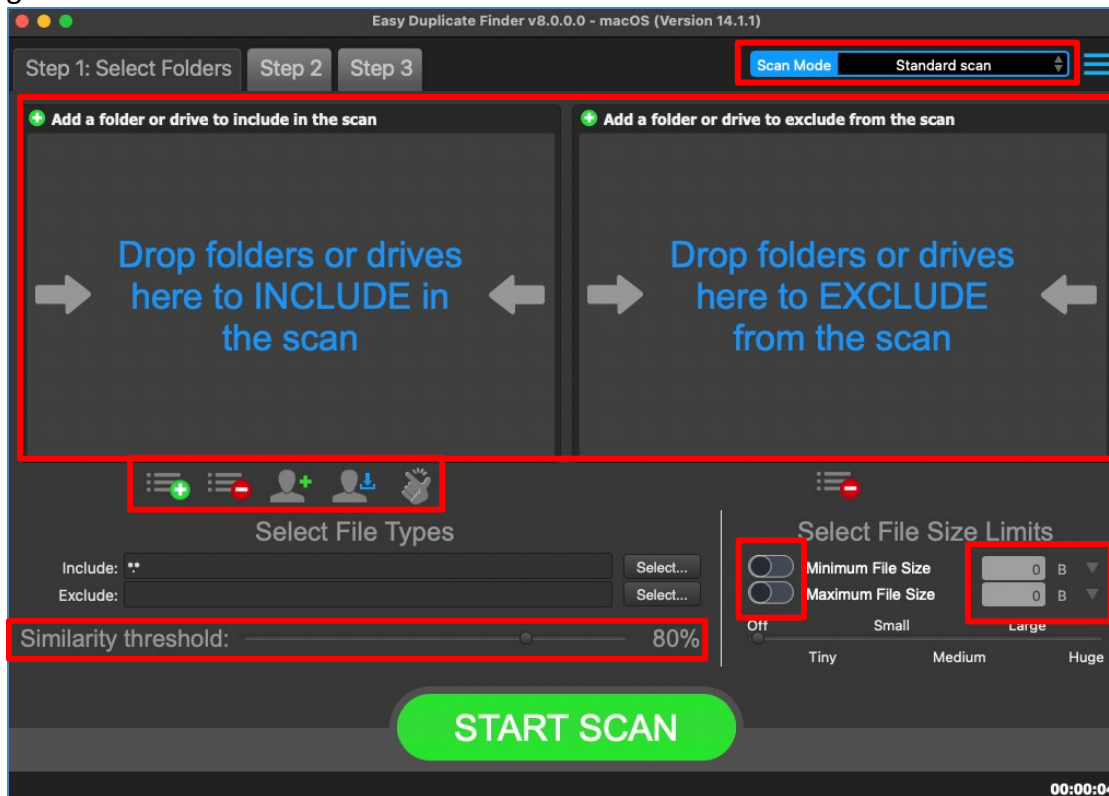 Easy Duplicate Finder v8.0.0.0 - macOS (Version 14.1.1)
Step 1: Select Folders Step 2 Step 3 Scan Mode Standard scan
Add a folder or drive to include in the scan Add a folder or drive to exclude from the scan
Drop folders or drives
here to INCLUDE in
the scan
Drop folders or drives
here to EXCLUDE
from the scan
Select File Types
Include: *.*
Select...
Exclude:
Select...
Similarity threshold: 80%
Select File Size Limits
Minimum File Size 0 B
Maximum File Size 0 B
Off Small Large
Tiny Medium Huge
START SCAN
00:00:04